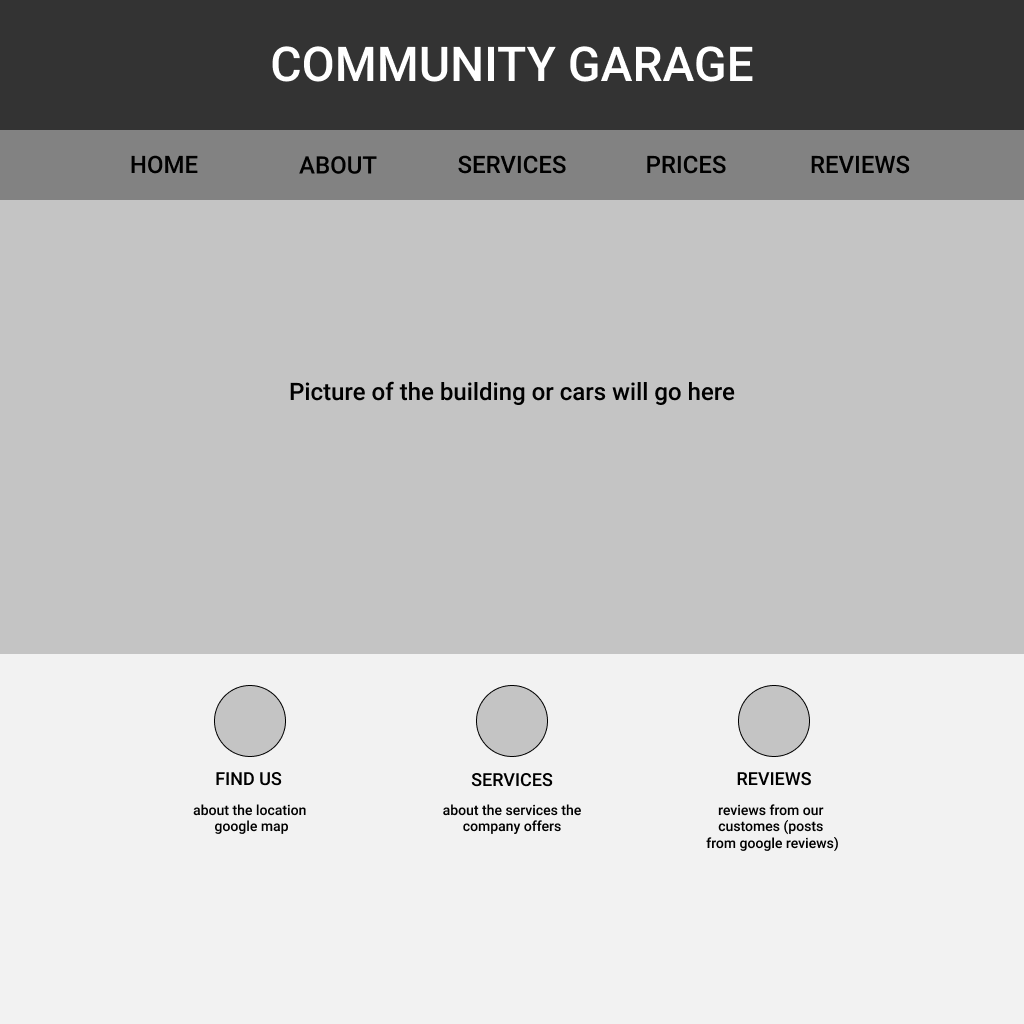 COMMUNITY GARAGE
HOME ABOUT SERVICES PRICES REVIEWS
Picture of the building or cars will go here
FIND US
about the location
google map
SERVICES
about the services the
company offers
REVIEWS
reviews from our
customes (posts
from google reviews)